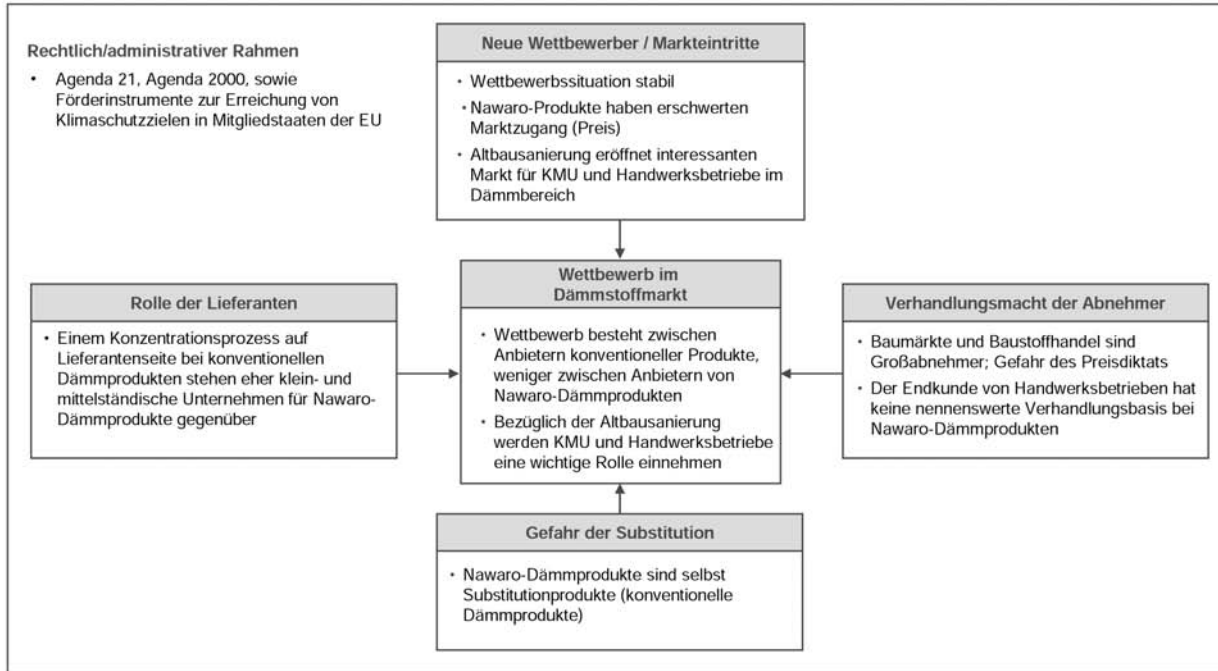 Rechtlich/administrativer Rahmen
• Agenda 21, Agenda 2000, sowie
Förderinstrumente zur Erreichung von
Klimaschutzzielen in Mitgliedstaaten der EU
Neue Wettbewerber / Markteintritte
• Wettbewerbssituation stabil
• Nawaro-Produkte haben erschwerten
Marktzugang (Preis)
• Altbausanierung eröffnet interessanten
Markt für KMU und Handwerksbetriebe im
Dämmbereich
Rolle der Lieferanten
• Einem Konzentrationsprozess auf
Lieferantenseite bei konventionellen
Dämmprodukten stehen eher klein- und
mittelständische Unternehmen für Nawaro-
Dämmprodukte gegenüber
Wettbewerb im
Dämmstoffmarkt
• Wettbewerb besteht zwischen
Anbietern konventioneller Produkte,
weniger zwischen Anbietern von
Nawaro-Dämmprodukten
• Bezüglich der Altbausanierung
werden KMU und Handwerksbetriebe
eine wichtige Rolle einnehmen
Verhandlungsmacht der Abnehmer
• Baumärkte und Baustoffhandel sind
Großabnehmer; Gefahr des Preisdiktats
• Der Endkunde von Handwerksbetrieben hat
keine nennenswerte Verhandlungsbasis bei
Nawaro-Dämmprodukten
Gefahr der Substitution
• Nawaro-Dämmprodukte sind selbst
Substitutionprodukte (konventionelle
Dämmprodukte)